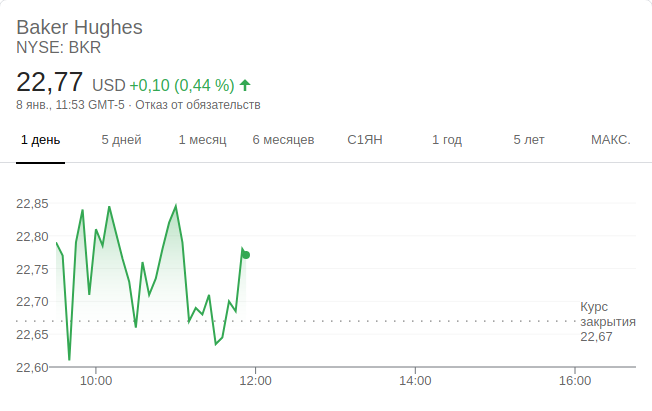 Baker Hughes
NYSE: BKR
22,77 USD +0,10 (0,44 %)
8 янв., 11:53 GMT-5 · Отказ от обязательств
1 день 5 дней 1 месяц 6 месяцев С1ЯН 1 год 5 лет МАКС.
22,85
22,80
22,75
22,70
22,65
22,60
Курс
закрытия
22,67
10:00 12:00 14:00 16:00